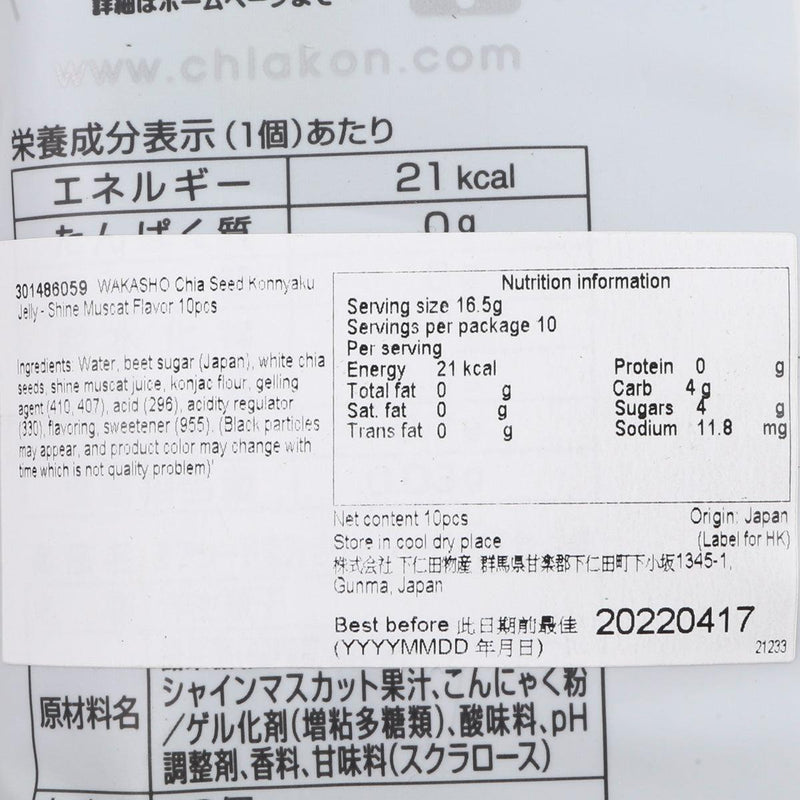 詳細はホームページまで
www.chiakon.com
栄養成分表示(1個)あたり
エネルギー 21 kcal
たんぱく質 0g
301486059 WAKASHO Chia Seed Konnyaku
Jelly - Shine Muscat Flavor 10pcs
Ingredients: Water, beet sugar (Japan), white chia
seeds, shine muscat juice, konjac flour, gelling
agent (410, 407), acid (296), acidity regulator
(330), flavoring, sweetener (955). (Black particles
may appear, and product color may change with
time which is not quality problem)'
Nutrition information
Serving size 16.5g
Servings per package 10
Per serving
Energy 21 kcal Protein 0 g
Total fat 0 g Carb 4 g
Sat. fat 0 g Sugars 4 g
Trans fat 0 g Sodium 11.8 mg
Net content 10pcs Origin: Japan
Store in cool dry place (Label for HK)
株式会社 下仁田物産 群馬県甘楽郡下仁田町下小坂1345-1,
Gunma, Japan
Best before 此日期前最佳 20220417
(YYYYMMDD 年月日) 21233
原材料名
シャインマスカット果汁、こんにゃく粉
/ゲル化剤(増粘多糖類)、酸味料、pH
調整剤、香料、甘味料(スクラロース)